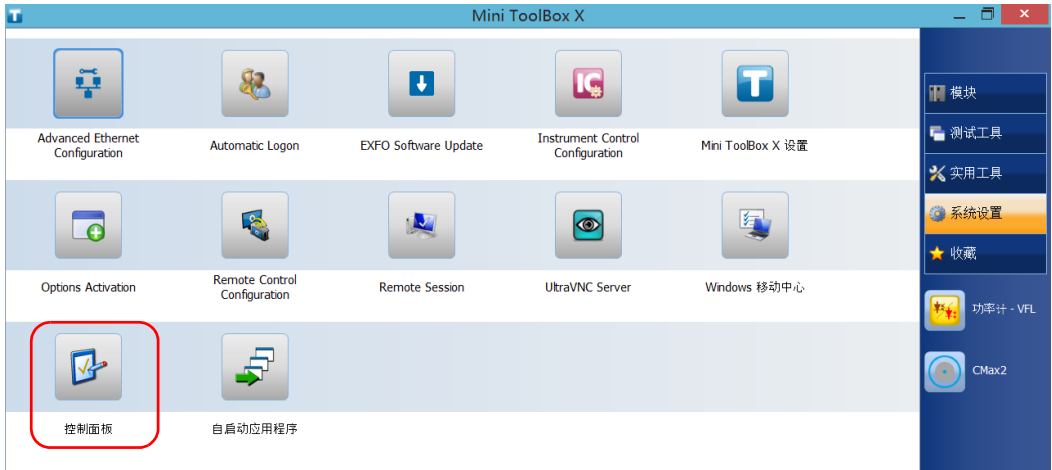 Mini ToolBox X
Advanced Ethernet
Configuration
Automatic Logon
EXFO Software Update
Instrument Control
Configuration
Mini ToolBox X 设置
Options Activation
Remote Control
Configuration
Remote Session
UltraVNC Server
Windows 移动中心
控制面板
自启动应用程序
模块
测试工具
实用工具
系统设置
收藏
功率计 - VFL
CMax2